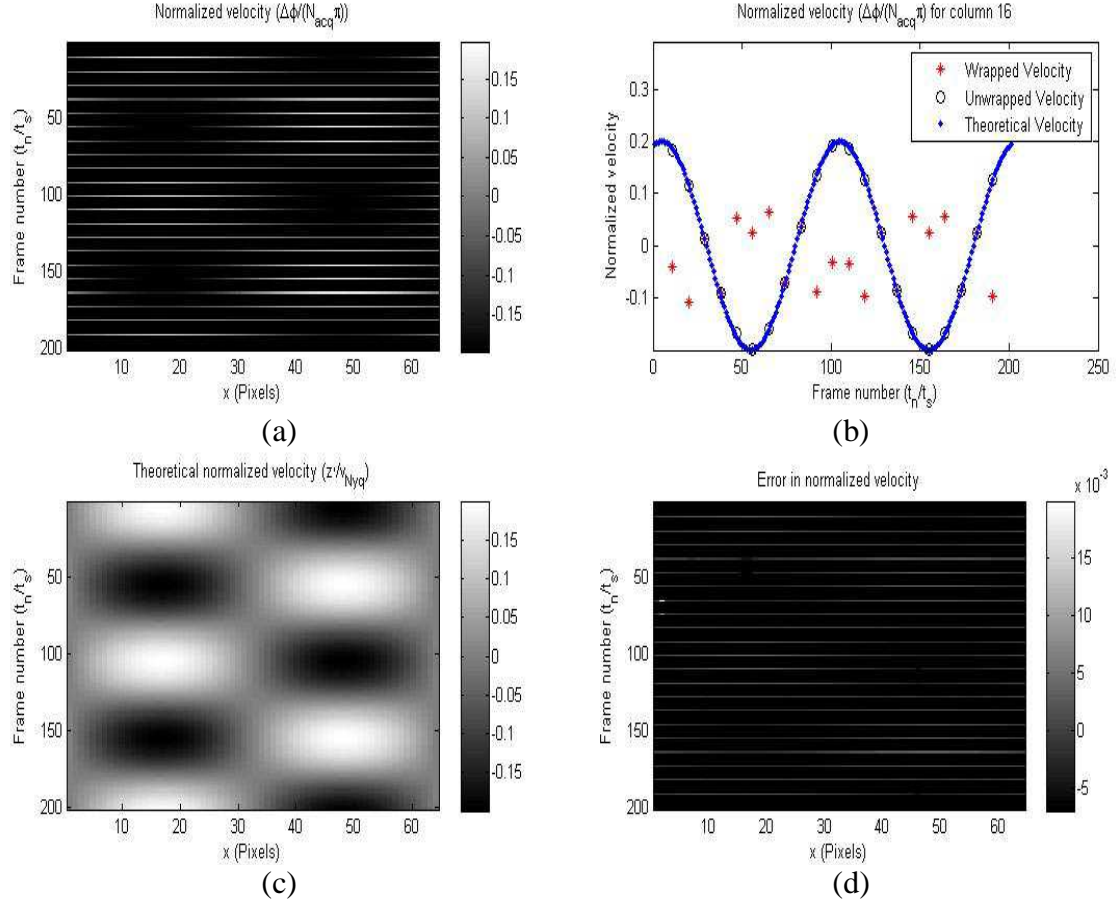 Normalized velocity (Δϕ/(N_acqπ))
0.15
0.1
0.05
0
-0.05
-0.1
-0.15
50
100
150
200
Frame number (t_n/t_s)
10 20 30 40 50 60
x (Pixels)
(a)
Normalized velocity (Δϕ/(N_acqπ) for column 16
Wrapped Velocity
Unwrapped Velocity
Theoretical Velocity
0.3
0.2
0.1
0
-0.1
Normalized velocity
0 50 100 150 200 250
Frame number (t_n/t_s)
(b)
Theoretical normalized velocity (z'/v_Nyq)
0.15
0.1
0.05
0
-0.05
-0.1
-0.15
50
100
150
200
Frame number (t_n/t_s)
10 20 30 40 50 60
x (Pixels)
(c)
Error in normalized velocity
x 10^-3
15
10
5
0
-5
50
100
150
200
Frame number (t_n/t_s)
10 20 30 40 50 60
x (Pixels)
(d)